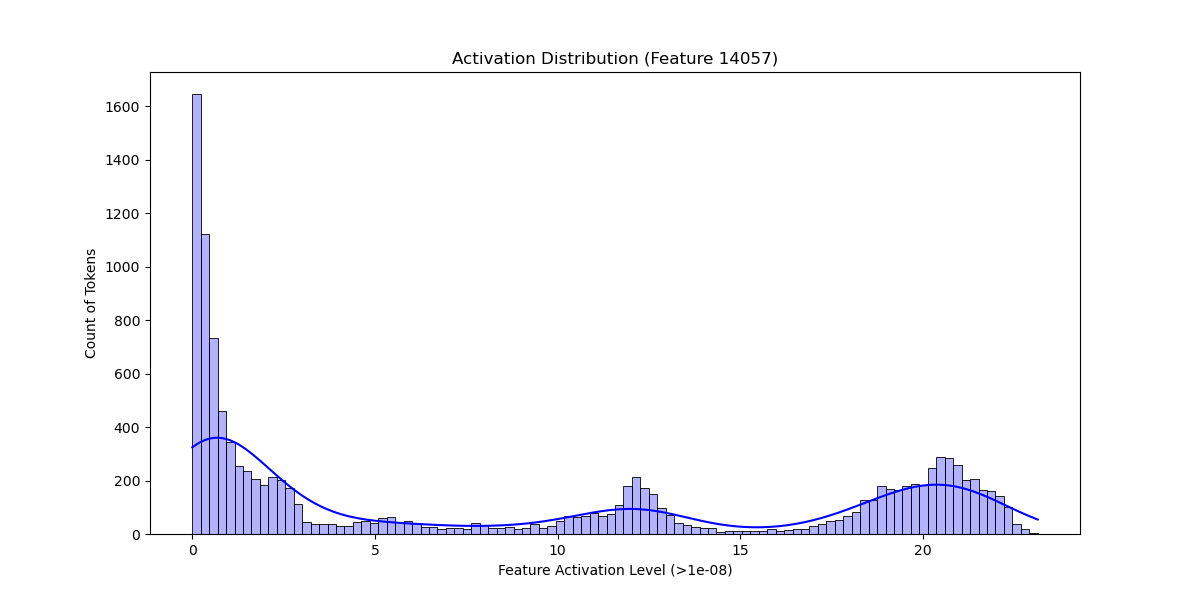 Activation Distribution (Feature 14057)
Count of Tokens
1600
1400
1200
1000
800
600
400
200
0
0 5 10 15 20
Feature Activation Level (>1e-08)